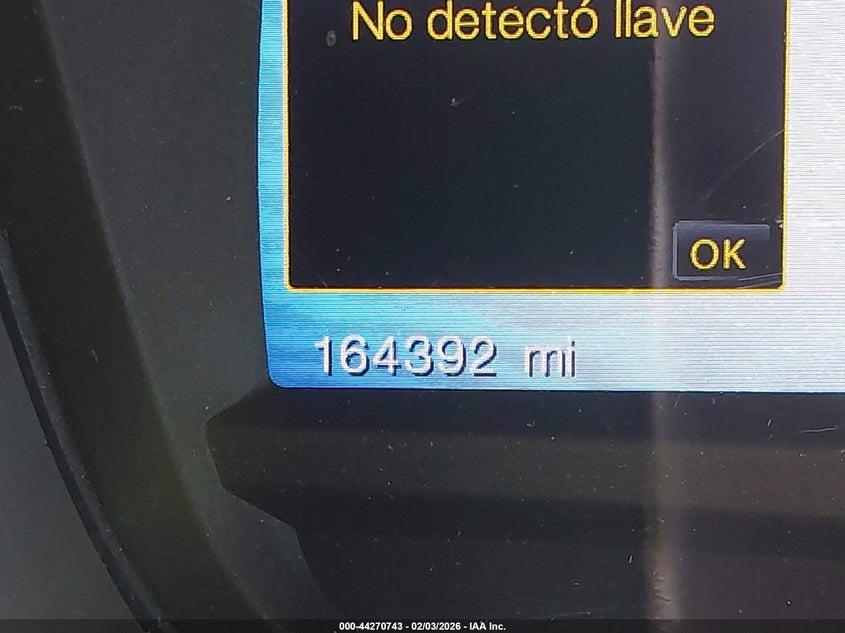 No detectó llave
OK
164392 mi
000-44270743 - 02/03/2026 - IAA Inc.